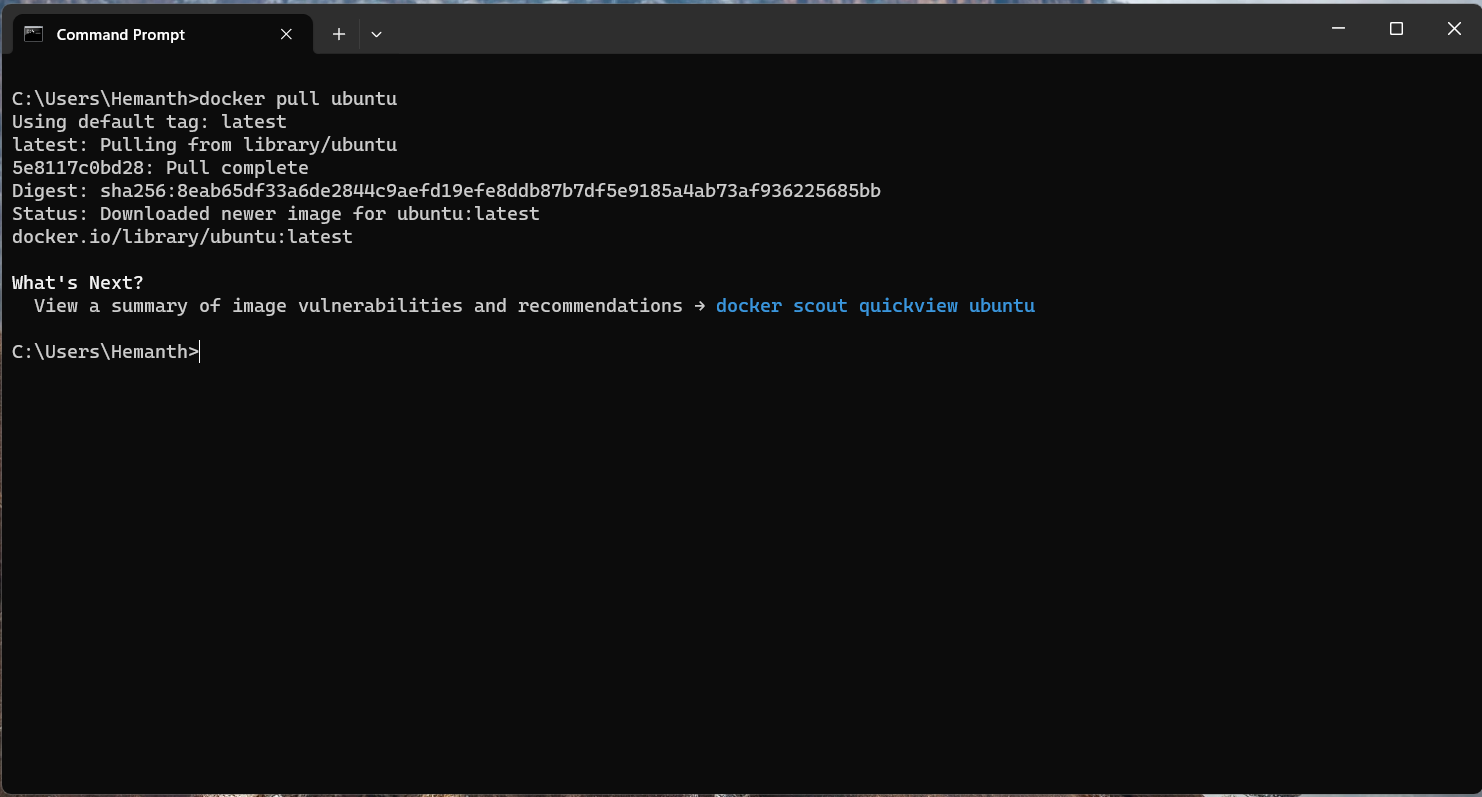 Command Prompt
C:\Users\Hemanth>docker pull ubuntu
Using default tag: latest
latest: Pulling from library/ubuntu
5e8117c0bd28: Pull complete
Digest: sha256:8eab65df33a6de2844c9aefd19efe8ddb87b7df5e9185a4ab73af936225685bb
Status: Downloaded newer image for ubuntu:latest
docker.io/library/ubuntu:latest
What's Next?
View a summary of image vulnerabilities and recommendations → docker scout quickview ubuntu
C:\Users\Hemanth>